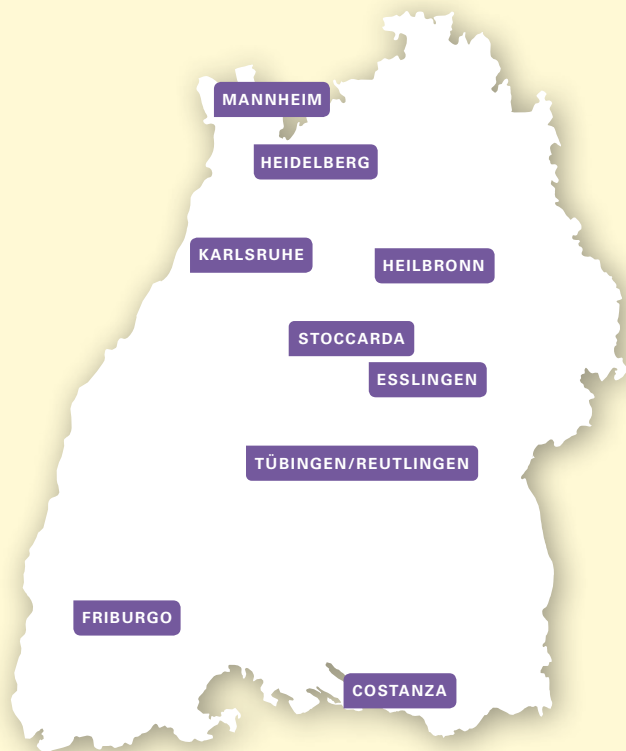 MANNHEIM
HEIDELBERG
KARLSRUHE
HEILBRONN
STOCCARDA
ESSLINGEN
TÜBINGEN/REUTLINGEN
FRIBURGO
COSTANZA